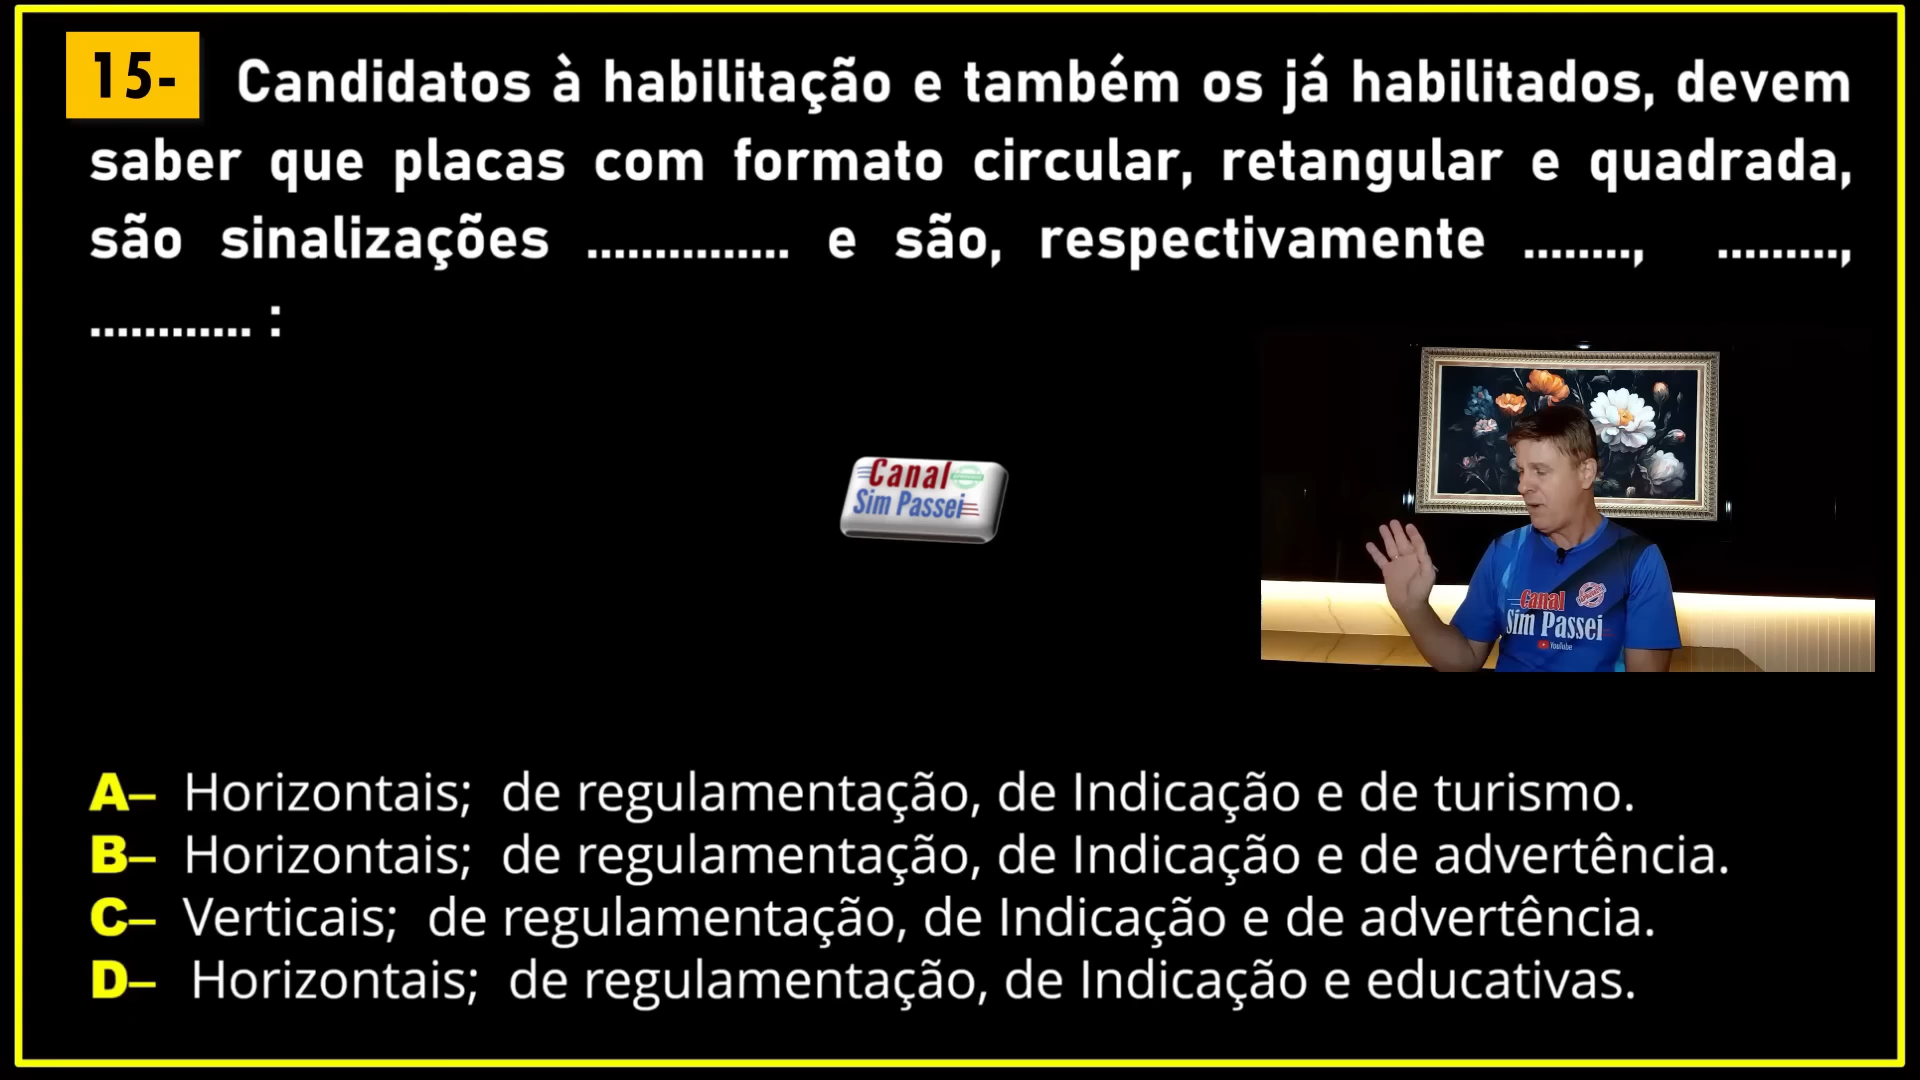 15- Candidatos à habilitação e também os já habilitados, devem
saber que placas com formato circular, retangular e quadrada,
são sinalizações ............... e são, respectivamente ........, .........,
............ :
Canal
Sim Passei
Canal
Sim Passei
YouTube
A– Horizontais; de regulamentação, de Indicação e de turismo.
B– Horizontais; de regulamentação, de Indicação e de advertência.
C– Verticais; de regulamentação, de Indicação e de advertência.
D– Horizontais; de regulamentação, de Indicação e educativas.